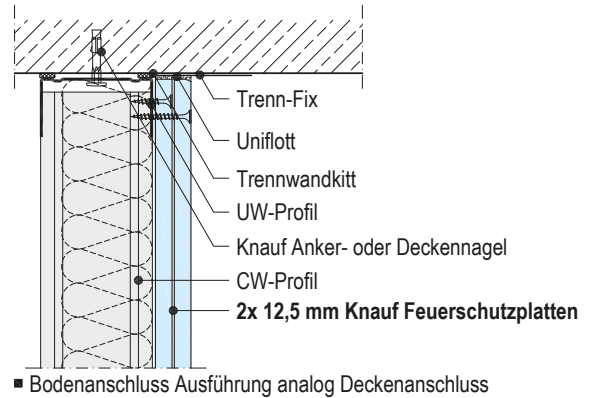 Trenn-Fix
Uniflott
Trennwandkitt
UW-Profil
Knauf Anker- oder Deckennagel
CW-Profil
2x 12,5 mm Knauf Feuerschutzplatten
■ Bodenanschluss Ausführung analog Deckenanschluss